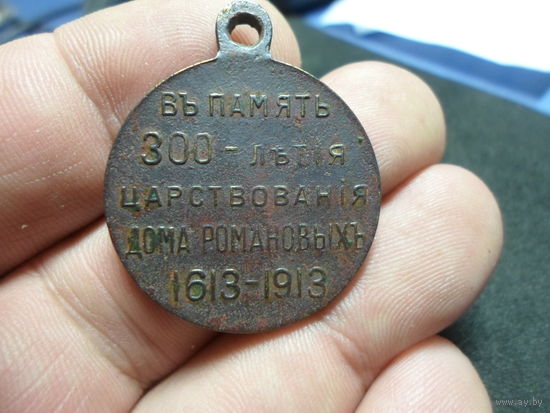 ВЪ ПАМЯТЬ
300-ЛѢТІЯ
ЦАРСТВОВАНІЯ
ДОМА РОМАНОВЫХЪ
1613-1913
www.ay.by